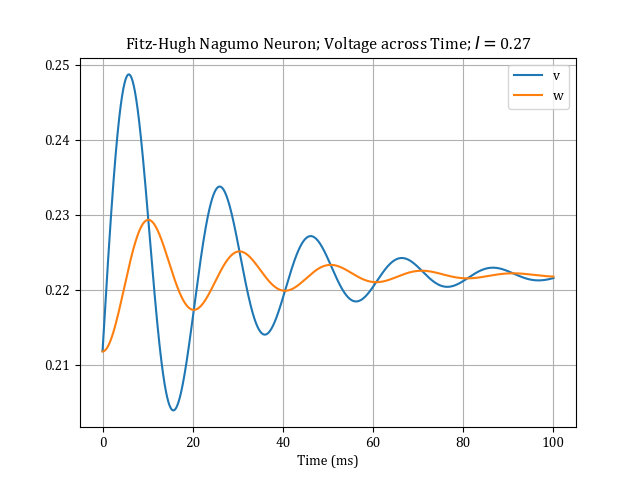 Fitz-Hugh Nagumo Neuron; Voltage across Time; I = 0.27
0.25
0.24
0.23
0.22
0.21
v
w
0 20 40 60 80 100
Time (ms)